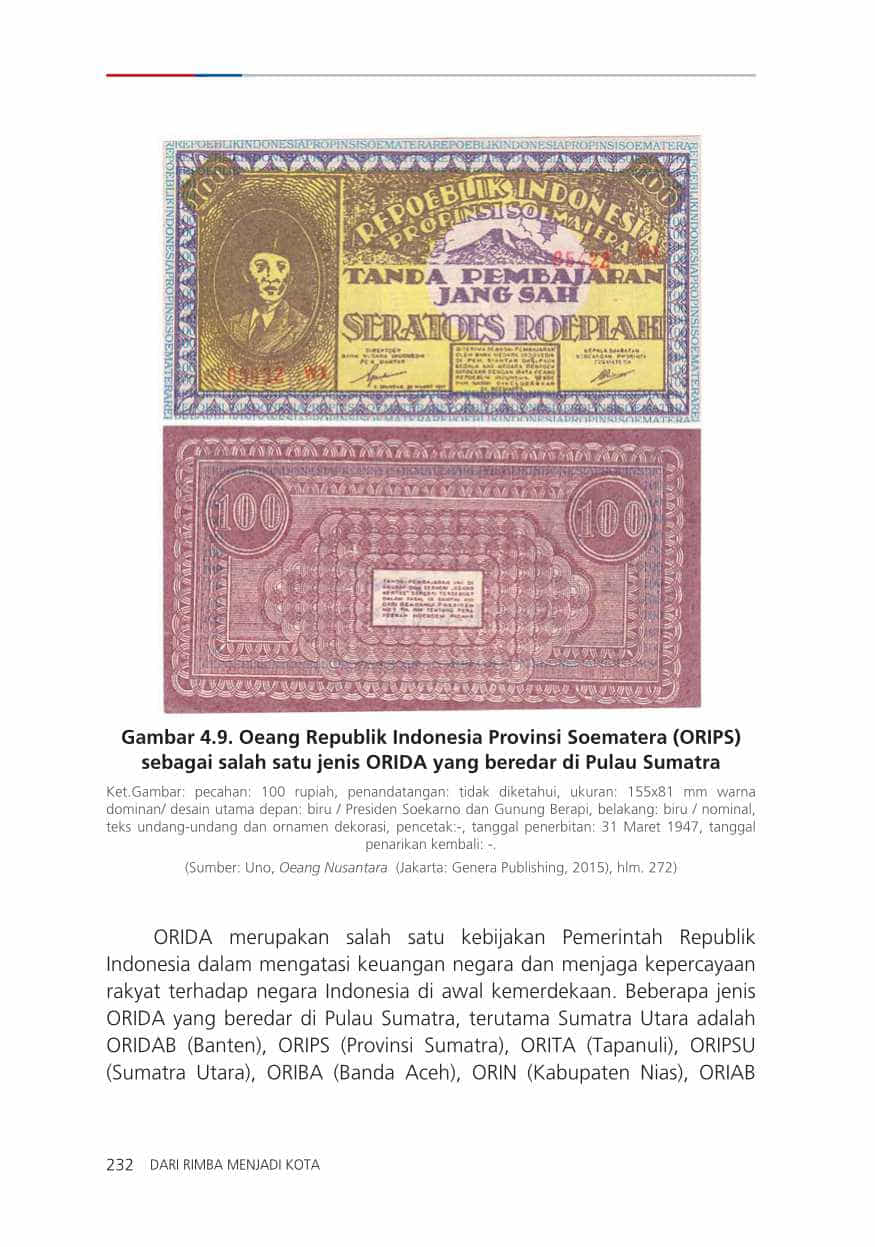 REPOEBLIKINDONESIAPROPINSISOEMATERAREPOEBLIKINDONESIAPROPINSISOEMATERA
100
100
REPOEBLIK INDONESIA
PROPINSI SOEMATERA
TANDA PEMBAJARAN
JANG SAH
SERATOES ROEPIAH
DIREKTOER
BANK NEGARA INDONESIA
100
100
Gambar 4.9. Oeang Republik Indonesia Provinsi Soematera (ORIPS)
sebagai salah satu jenis ORIDA yang beredar di Pulau Sumatra
Ket.Gambar: pecahan: 100 rupiah, penandatangan: tidak diketahui, ukuran: 155x81 mm warna
dominan/ desain utama depan: biru / Presiden Soekarno dan Gunung Berapi, belakang: biru / nominal,
teks undang-undang dan ornamen dekorasi, pencetak:-, tanggal penerbitan: 31 Maret 1947, tanggal
penarikan kembali: -.
(Sumber: Uno, Oeang Nusantara (Jakarta: Genera Publishing, 2015), hlm. 272)
ORIDA merupakan salah satu kebijakan Pemerintah Republik
Indonesia dalam mengatasi keuangan negara dan menjaga kepercayaan
rakyat terhadap negara Indonesia di awal kemerdekaan. Beberapa jenis
ORIDA yang beredar di Pulau Sumatra, terutama Sumatra Utara adalah
ORIDAB (Banten), ORIPS (Provinsi Sumatra), ORITA (Tapanuli), ORIPSU
(Sumatra Utara), ORIBA (Banda Aceh), ORIN (Kabupaten Nias), ORIAB
232 DARI RIMBA MENJADI KOTA